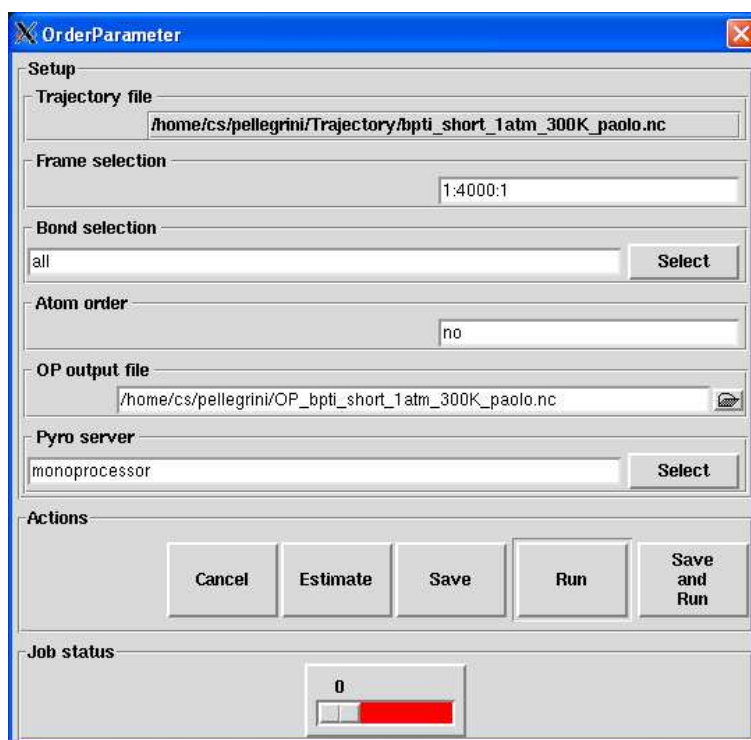 OrderParameter
Setup
Trajectory file
/home/cs/pellegrini/Trajectory/bpti_short_1atm_300K_paolo.nc
Frame selection
1:4000:1
Bond selection
all
Select
Atom order
no
OP output file
/home/cs/pellegrini/OP_bpti_short_1atm_300K_paolo.nc
Pyro server
monoprocessor
Select
Actions
Cancel
Estimate
Save
Run
Save
and
Run
Job status
0